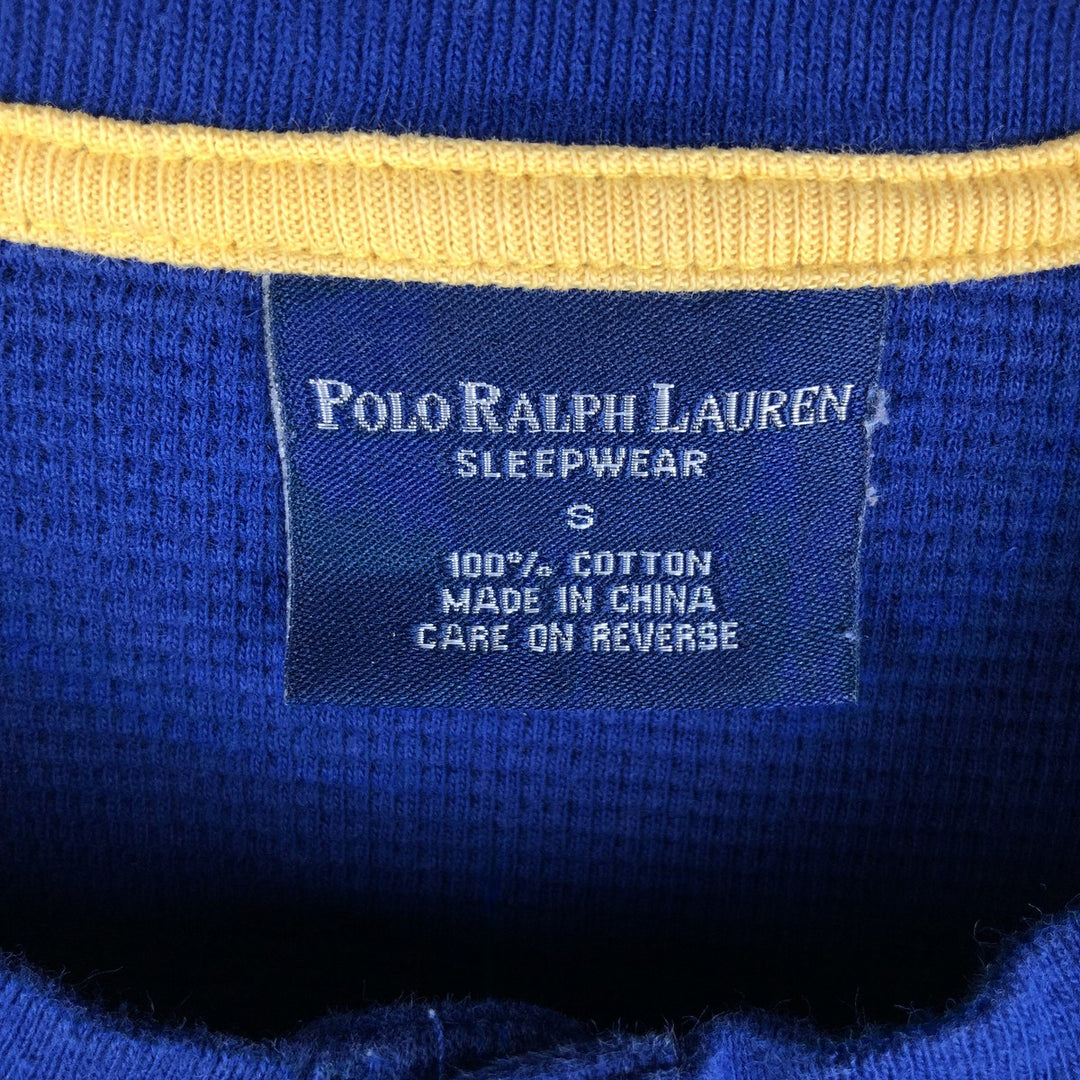 POLO RALPH LAUREN
SLEEPWEAR
S
100% COTTON
MADE IN CHINA
CARE ON REVERSE